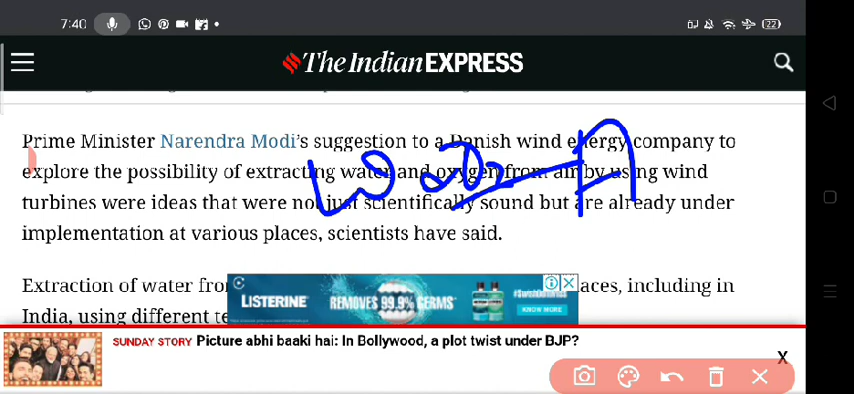 7:40
22
The Indian EXPRESS
Prime Minister Narendra Modi's suggestion to a Danish wind energy company to
explore the possibility of extracting water and oxygen from air by using wind
turbines were ideas that were not just scientifically sound but are already under
implementation at various places, scientists have said.
Extraction of water aces, including in
India, using different
LISTERINE REMOVES 99.9% GERMS KNOW MORE
SUNDAY STORY Picture abhi baaki hai: In Bollywood, a plot twist under BJP?
X